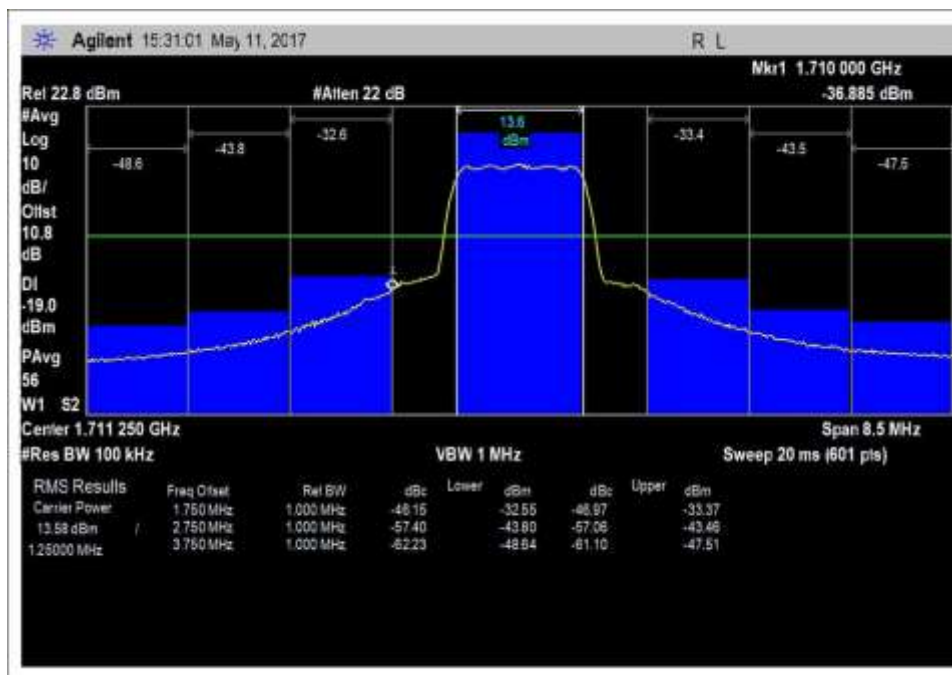 Agilent 15:31:01 May 11, 2017 R L
Mkr1 1.710 000 GHz
Ref 22.8 dBm #Atten 22 dB -36.885 dBm
#Avg
Log
10
dB/
Offst
10.8
dB
DI
-19.0
dBm
PAvg
56
W1 S2
-48.6 -43.8 -32.6 13.6 dBm -33.4 -43.5 -47.5
1
Center 1.711 250 GHz Span 8.5 MHz
#Res BW 100 kHz VBW 1 MHz Sweep 20 ms (601 pts)
RMS Results Freq Offset Ref BW dBc Lower dBm dBc Upper dBm
Carrier Power 1.750 MHz 1.000 MHz -46.15 -32.55 -46.97 -33.37
13.58 dBm / 2.750 MHz 1.000 MHz -57.40 -43.80 -57.06 -43.46
1.25000 MHz 3.750 MHz 1.000 MHz -62.23 -48.64 -61.10 -47.51